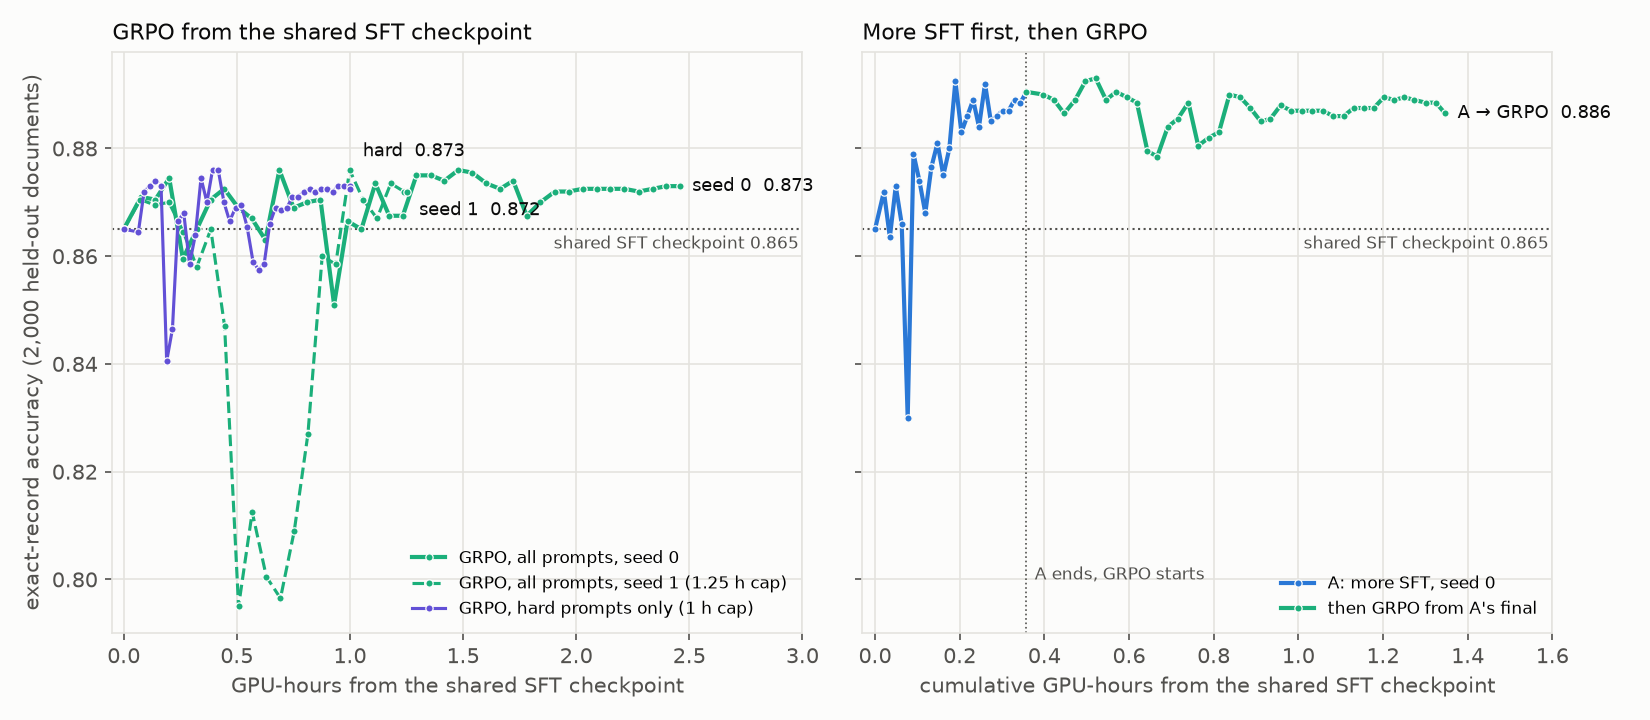 GRPO from the shared SFT checkpoint
exact-record accuracy (2,000 held-out documents)
0.88
0.86
0.84
0.82
0.80
hard 0.873
seed 0 0.873
seed 1 0.872
shared SFT checkpoint 0.865
GRPO, all prompts, seed 0
GRPO, all prompts, seed 1 (1.25 h cap)
GRPO, hard prompts only (1 h cap)
0.0 0.5 1.0 1.5 2.0 2.5 3.0
GPU-hours from the shared SFT checkpoint
More SFT first, then GRPO
A → GRPO 0.886
shared SFT checkpoint 0.865
A ends, GRPO starts
A: more SFT, seed 0
then GRPO from A's final
0.0 0.2 0.4 0.6 0.8 1.0 1.2 1.4 1.6
cumulative GPU-hours from the shared SFT checkpoint